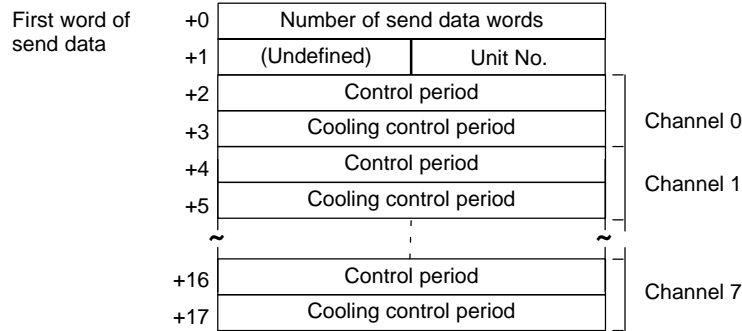 First word of
send data
+0 Number of send data words
+1 (Undefined) Unit No.
+2 Control period
+3 Cooling control period
Channel 0
+4 Control period
+5 Cooling control period
Channel 1
+16 Control period
+17 Cooling control period
Channel 7